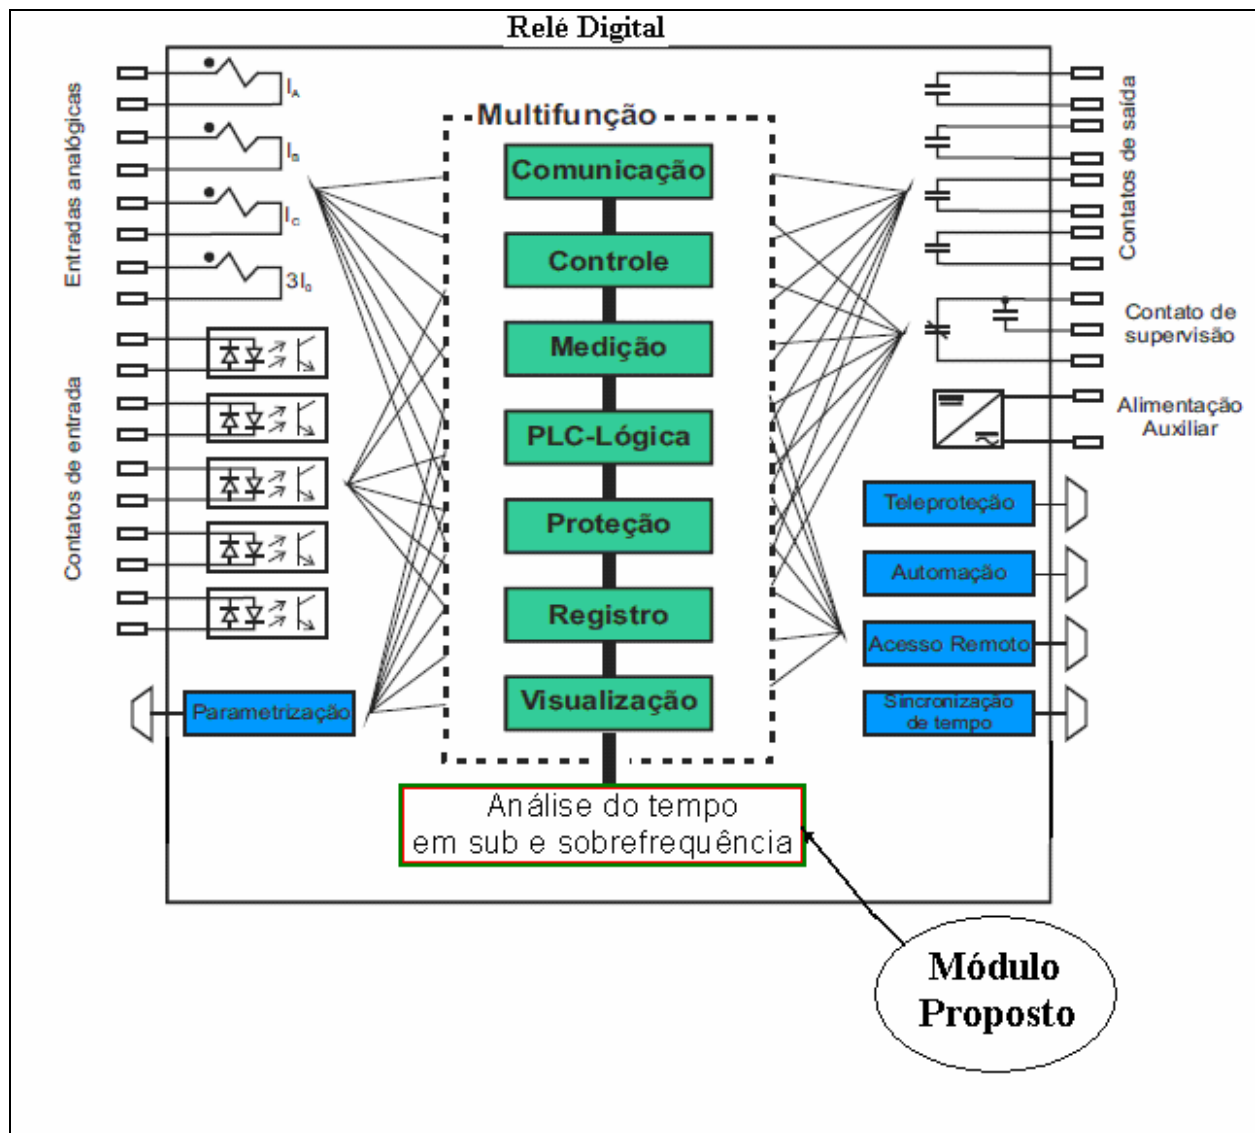 Relé Digital
Entradas analógicas
I_A
I_B
I_C
3I_0
Contatos de entrada
Parametrização
Multifunção
Comunicação
Controle
Medição
PLC-Lógica
Proteção
Registro
Visualização
Análise do tempo
em sub e sobrefrequência
Contatos de saída
Contato de
supervisão
Alimentação
Auxiliar
Teleproteção
Automação
Acesso Remoto
Sincronização
de tempo
Módulo
Proposto